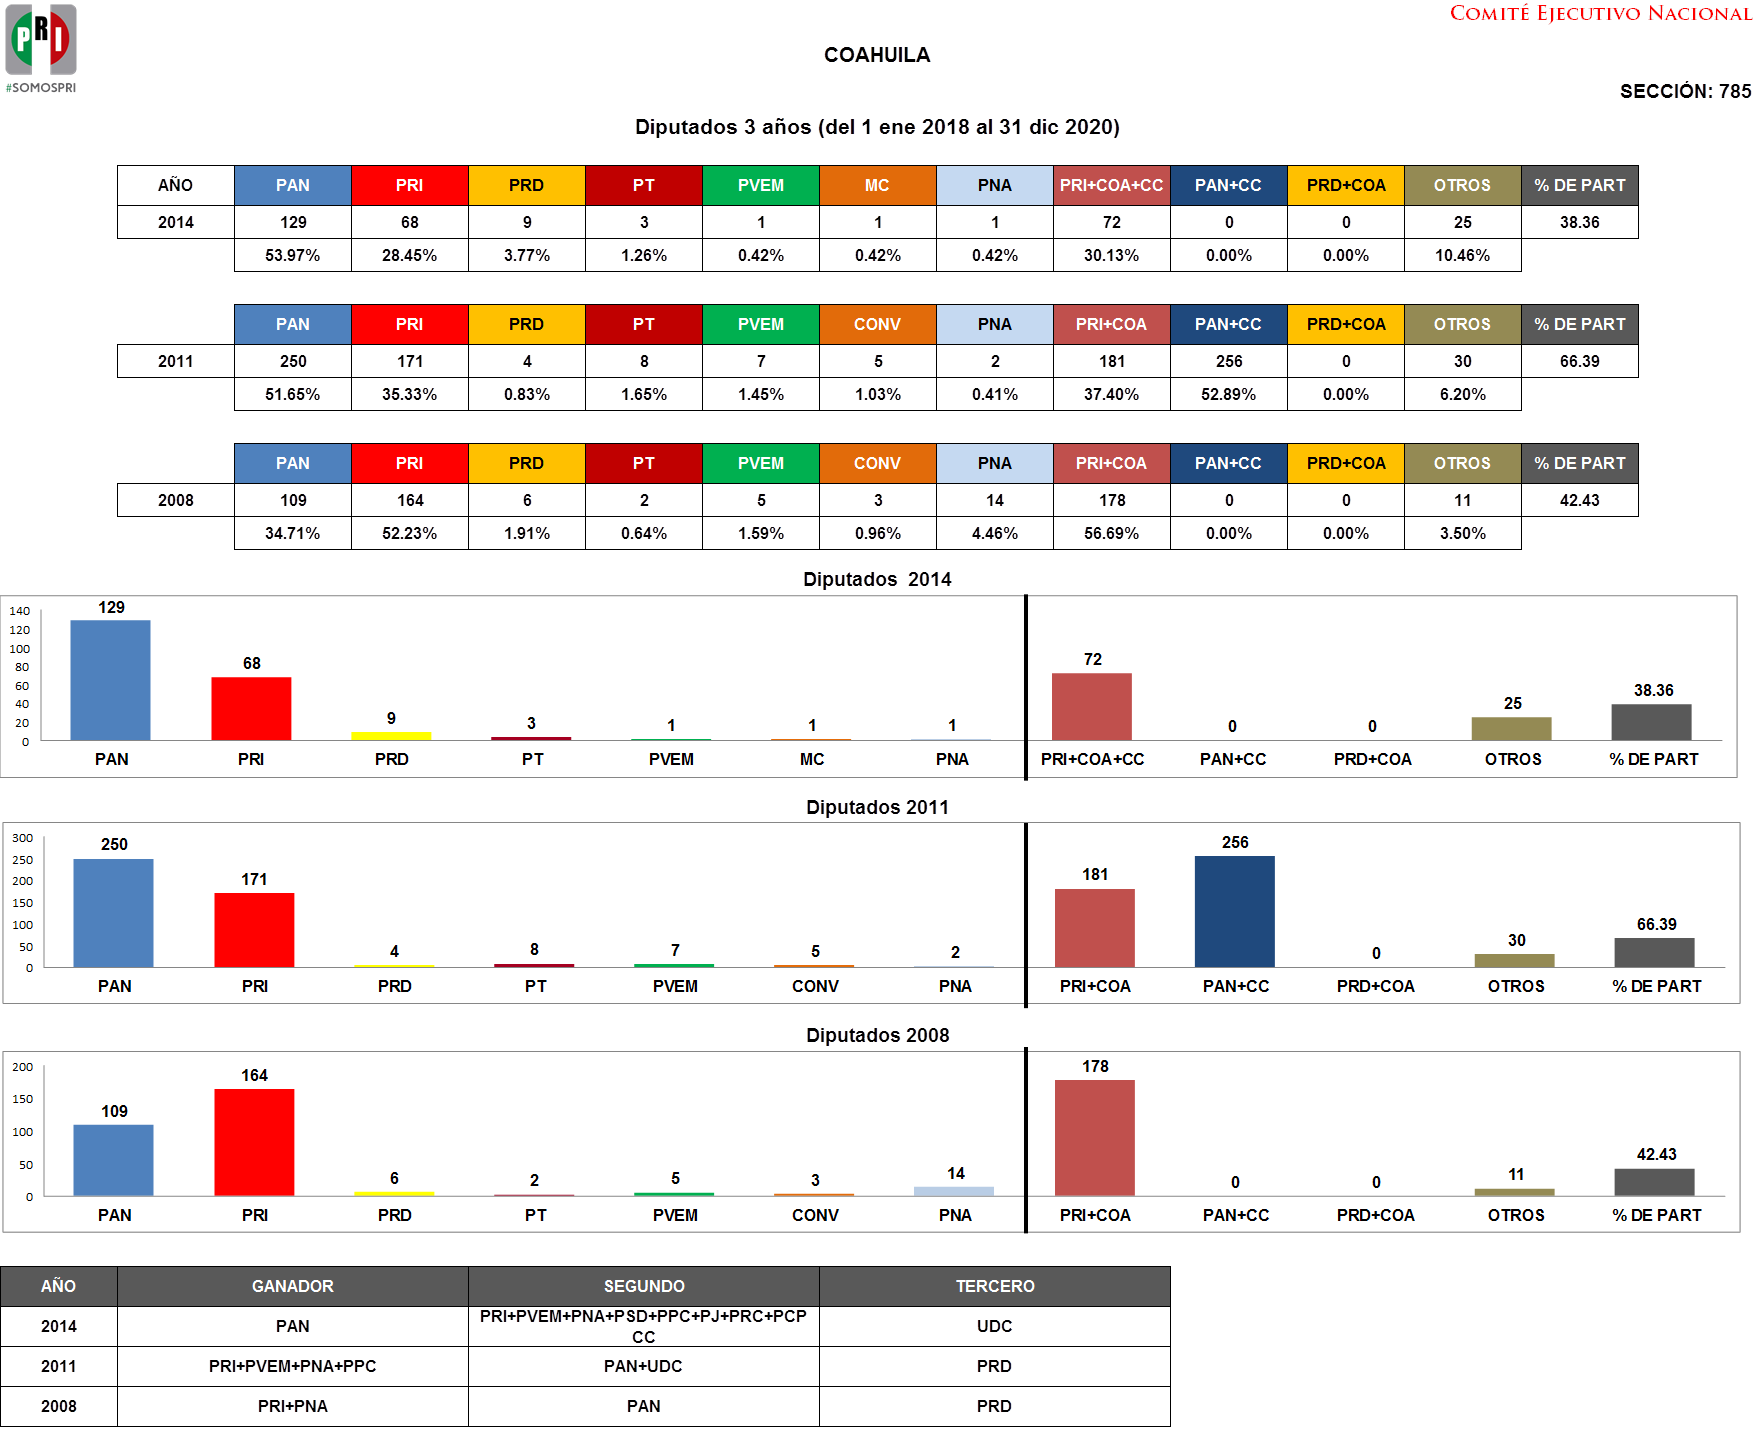 PRI
#SOMOSPRI
COMITÉ EJECUTIVO NACIONAL
COAHUILA
SECCIÓN: 785
Diputados 3 años (del 1 ene 2018 al 31 dic 2020)
AÑO PAN PRI PRD PT PVEM MC PNA PRI+COA+CC PAN+CC PRD+COA OTROS % DE PART
2014 129 68 9 3 1 1 1 72 0 0 25 38.36
53.97% 28.45% 3.77% 1.26% 0.42% 0.42% 0.42% 30.13% 0.00% 0.00% 10.46%
PAN PRI PRD PT PVEM CONV PNA PRI+COA PAN+CC PRD+COA OTROS % DE PART
2011 250 171 4 8 7 5 2 181 256 0 30 66.39
51.65% 35.33% 0.83% 1.65% 1.45% 1.03% 0.41% 37.40% 52.89% 0.00% 6.20%
PAN PRI PRD PT PVEM CONV PNA PRI+COA PAN+CC PRD+COA OTROS % DE PART
2008 109 164 6 2 5 3 14 178 0 0 11 42.43
34.71% 52.23% 1.91% 0.64% 1.59% 0.96% 4.46% 56.69% 0.00% 0.00% 3.50%
Diputados 2014
140
120
100
80
60
40
20
0
129 68 9 3 1 1 1 72 0 0 25 38.36
PAN PRI PRD PT PVEM MC PNA PRI+COA+CC PAN+CC PRD+COA OTROS % DE PART
Diputados 2011
300
250
200
150
100
50
0
250 171 4 8 7 5 2 181 256 0 30 66.39
PAN PRI PRD PT PVEM CONV PNA PRI+COA PAN+CC PRD+COA OTROS % DE PART
Diputados 2008
200
150
100
50
0
109 164 6 2 5 3 14 178 0 0 11 42.43
PAN PRI PRD PT PVEM CONV PNA PRI+COA PAN+CC PRD+COA OTROS % DE PART
AÑO GANADOR SEGUNDO TERCERO
2014 PAN PRI+PVEM+PNA+PSD+PPC+PJ+PRC+PCP
CC UDC
2011 PRI+PVEM+PNA+PPC PAN+UDC PRD
2008 PRI+PNA PAN PRD